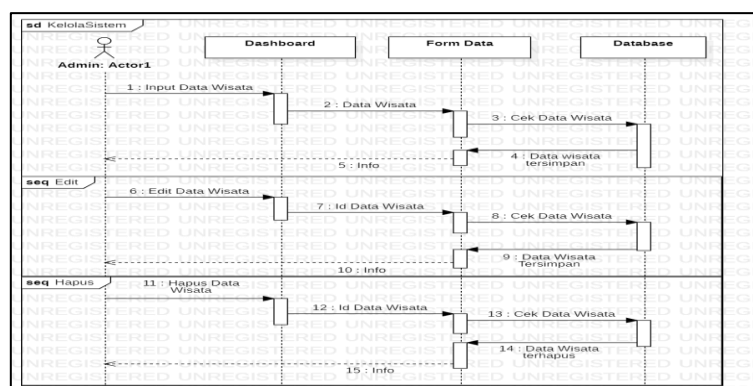 sd KelolaSistem
Dashboard
Form Data
Database
Admin: Actor1
1 : Input Data Wisata
2 : Data Wisata
3 : Cek Data Wisata
4 : Data wisata
tersimpan
5 : Info
seq Edit
6 : Edit Data Wisata
7 : Id Data Wisata
8 : Cek Data Wisata
9 : Data Wisata
Tersimpan
10 : Info
seq Hapus
11 : Hapus Data
Wisata
12 : Id Data Wisata
13 : Cek Data Wisata
14 : Data Wisata
terhapus
15 : Info
UNREGISTERED